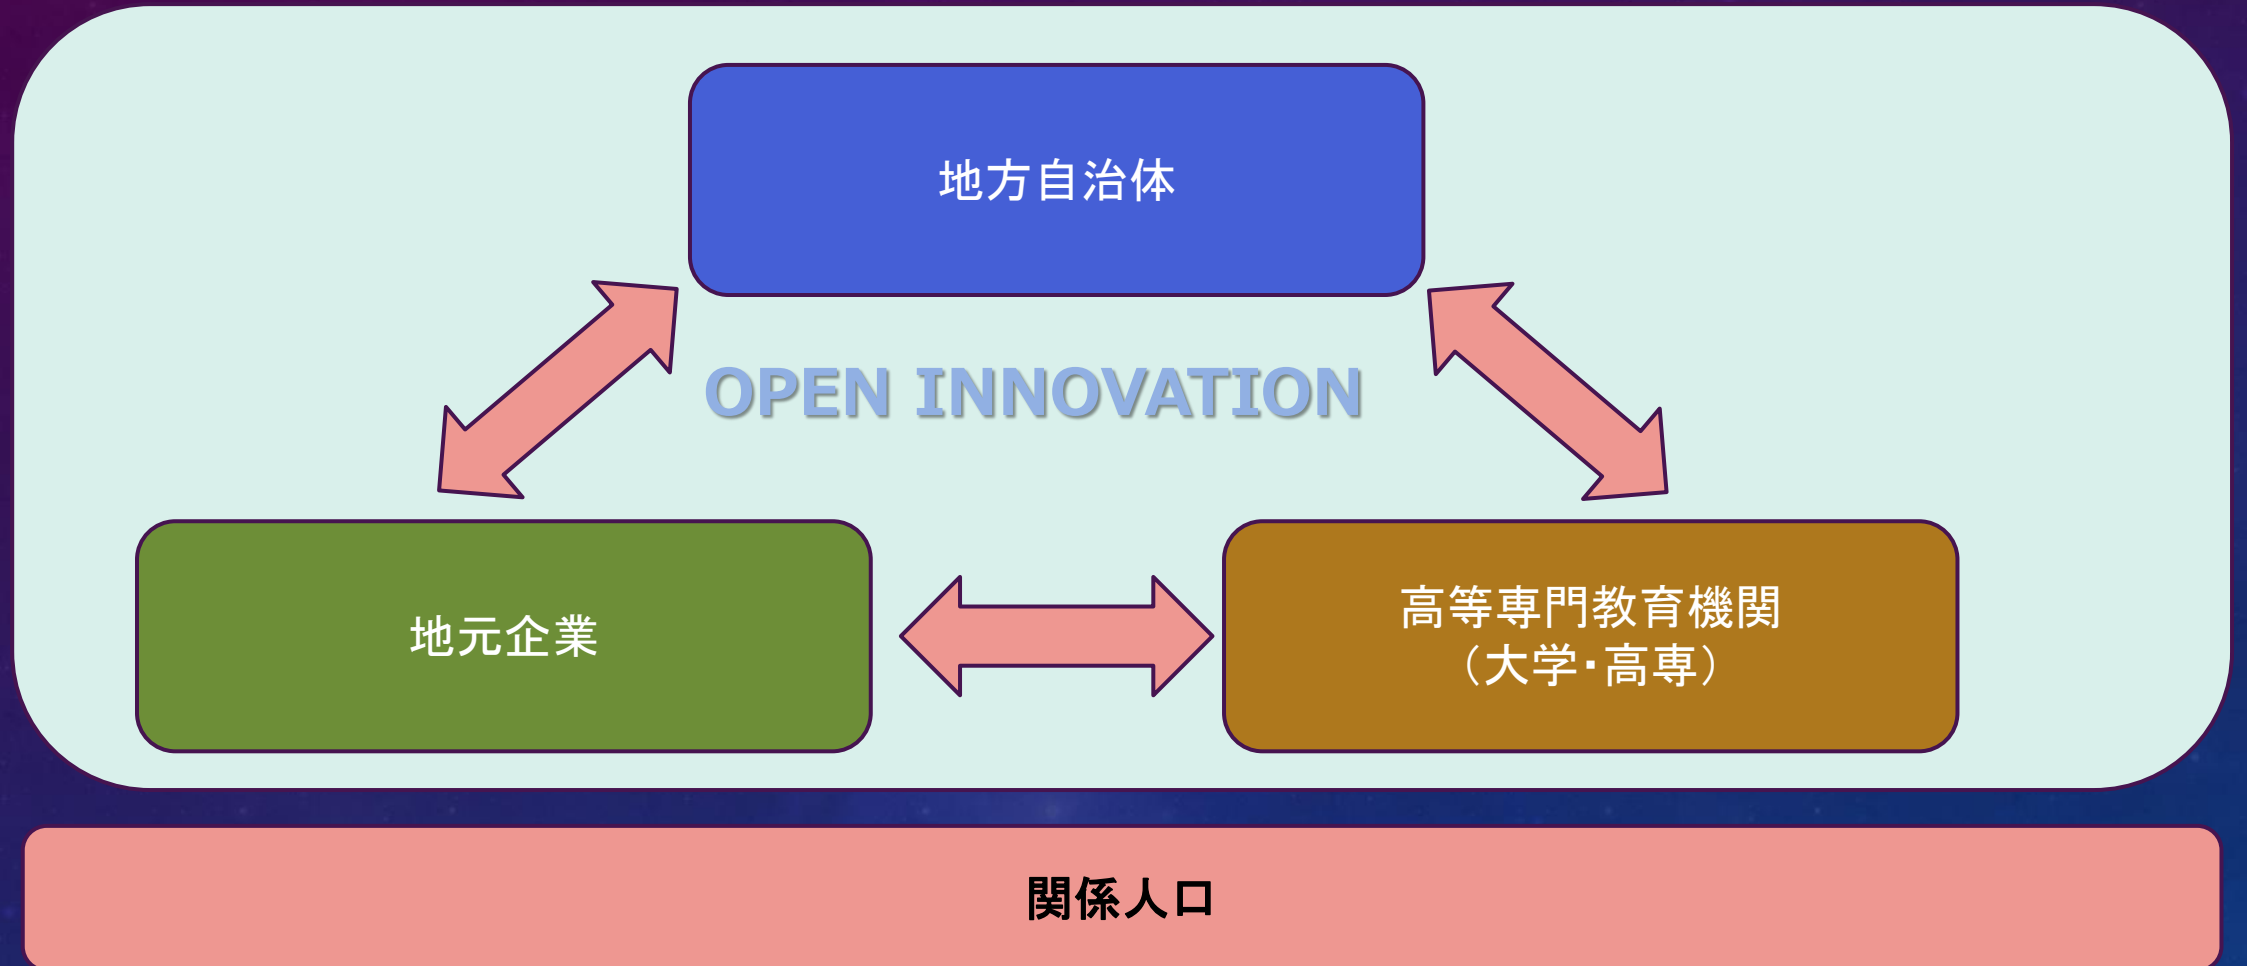 地方自治体
OPEN INNOVATION
地元企業
高等専門教育機関
（大学・高専）
関係人口